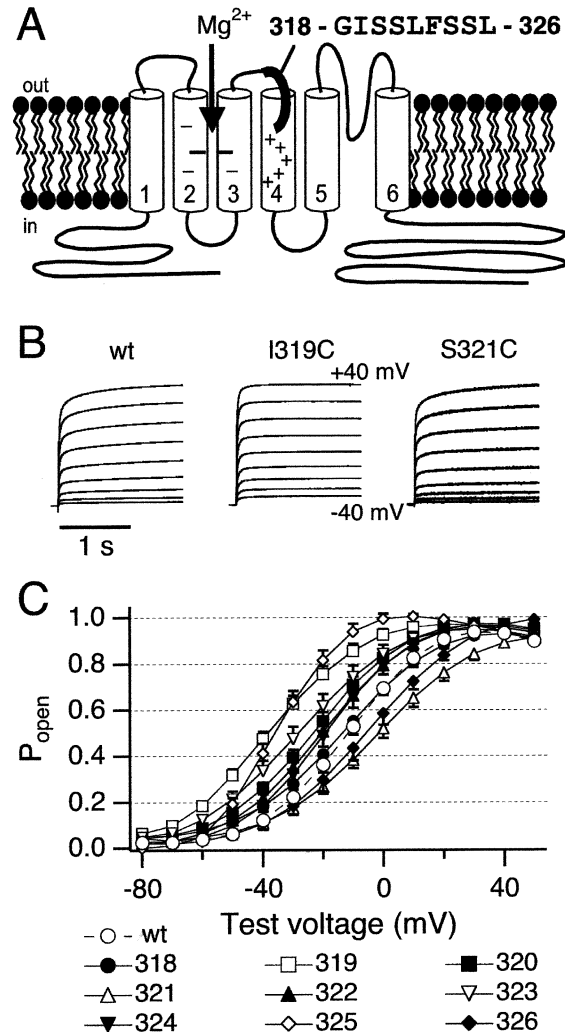 A
Mg2+
318 - GISSLFSSL - 326
out
in
1 2 3 4 5 6
B
wt
I319C
S321C
+40 mV
-40 mV
1 s
C
Popen
1.0
0.8
0.6
0.4
0.2
0.0
-80 -40 0 40
Test voltage (mV)
wt
318 319 320
321 322 323
324 325 326